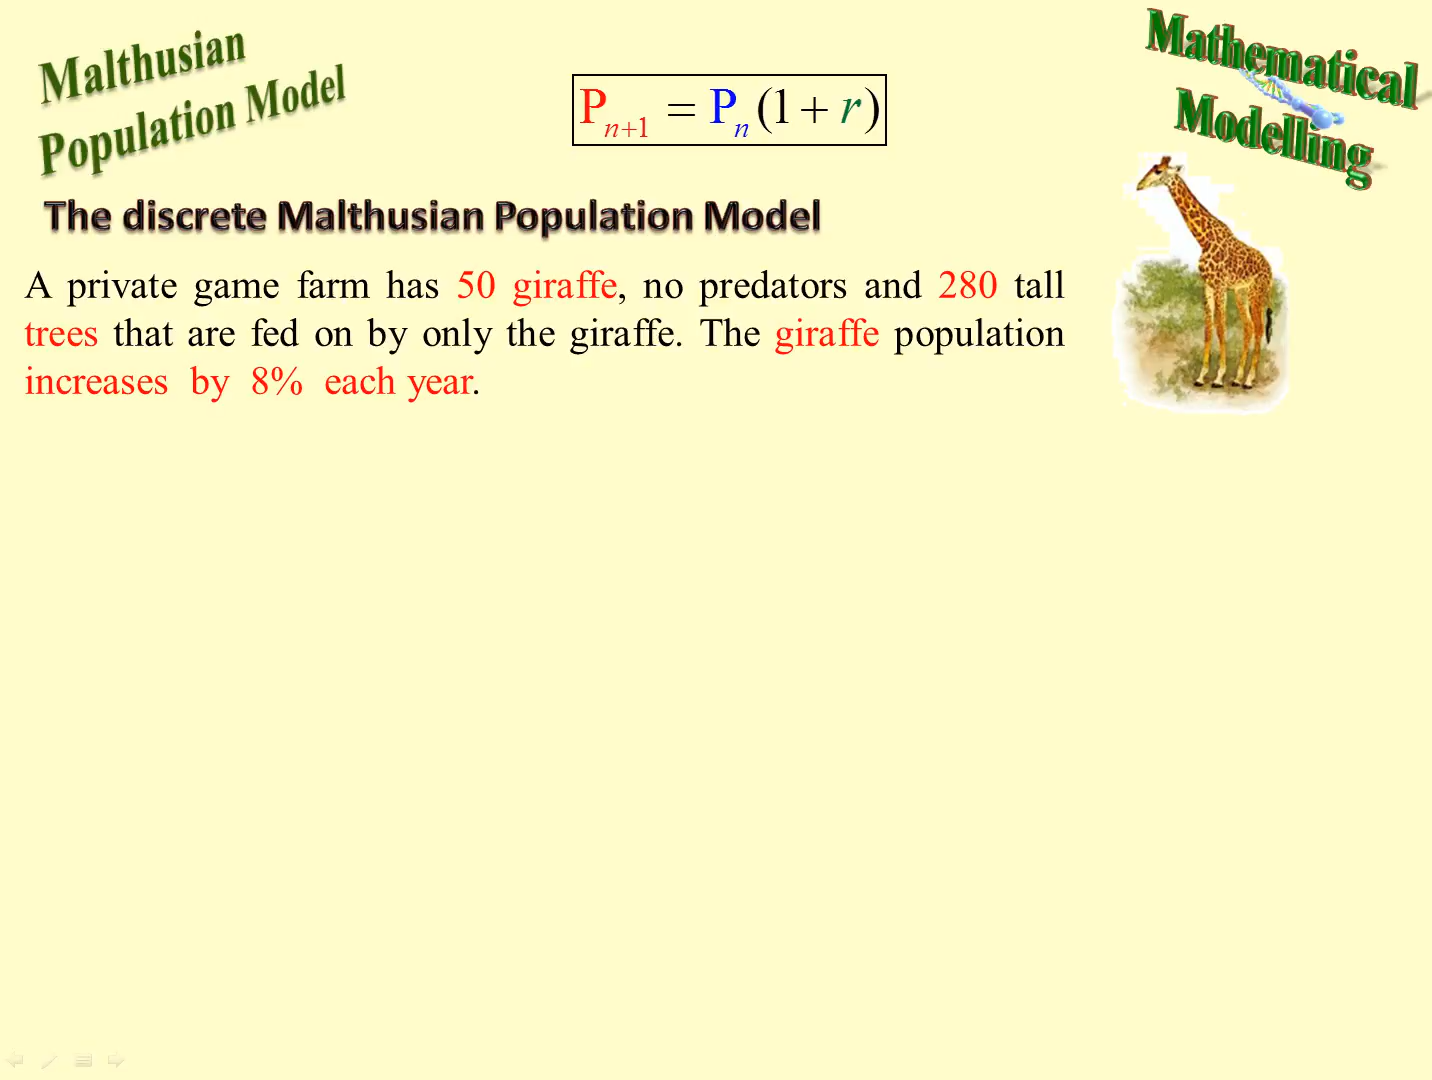 Malthusian
Population Model
Pn+1 = Pn(1 + r)
Mathematical
Modelling
The discrete Malthusian Population Model
A private game farm has 50 giraffe, no predators and 280 tall
trees that are fed on by only the giraffe. The giraffe population
increases by 8% each year.